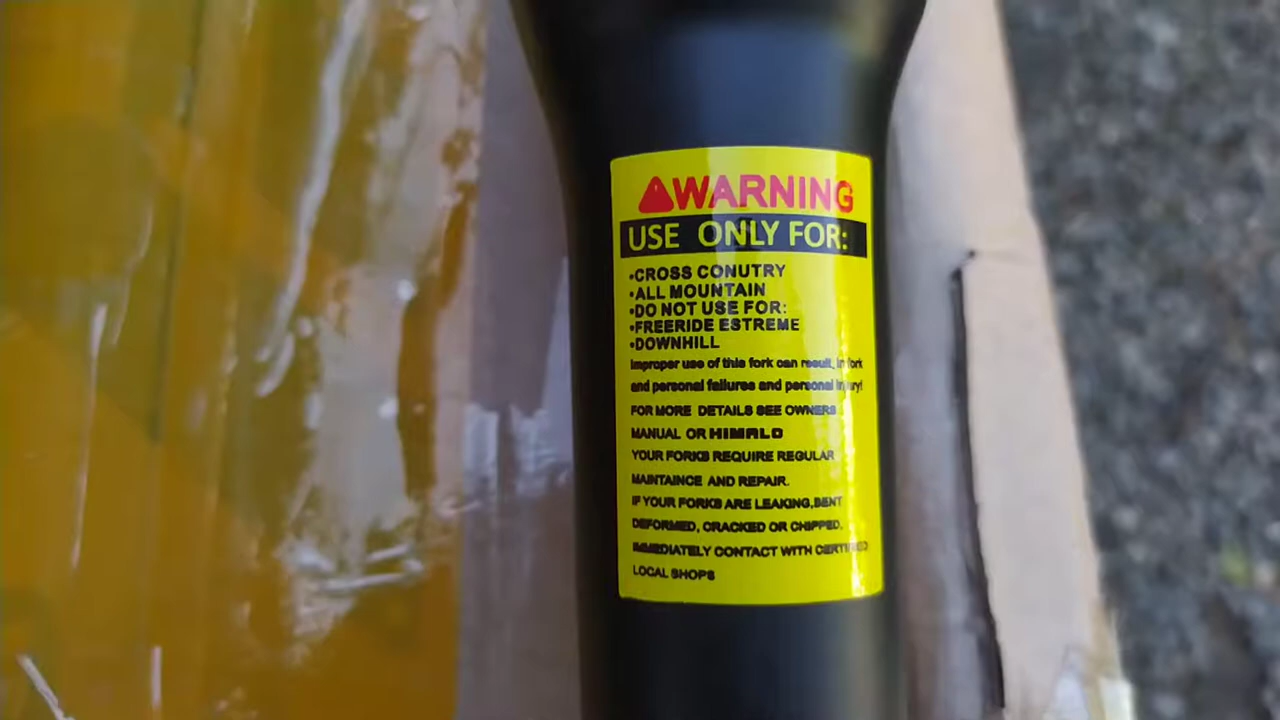 WARNING
USE ONLY FOR:
•CROSS CONUTRY
•ALL MOUNTAIN
•DO NOT USE FOR:
•FREERIDE ESTREME
•DOWNHILL
Improper use of this fork can result, in fork
and personal failures and personal injury!
FOR MORE DETAILS SEE OWNERS
MANUAL OR HIMALO
YOUR FORKS REQUIRE REGULAR
MAINTAINCE AND REPAIR.
IF YOUR FORKS ARE LEAKING,BENT
DEFORMED, CRACKED OR CHIPPED,
IMMEDIATELY CONTACT WITH CERTIFIED
LOCAL SHOPS